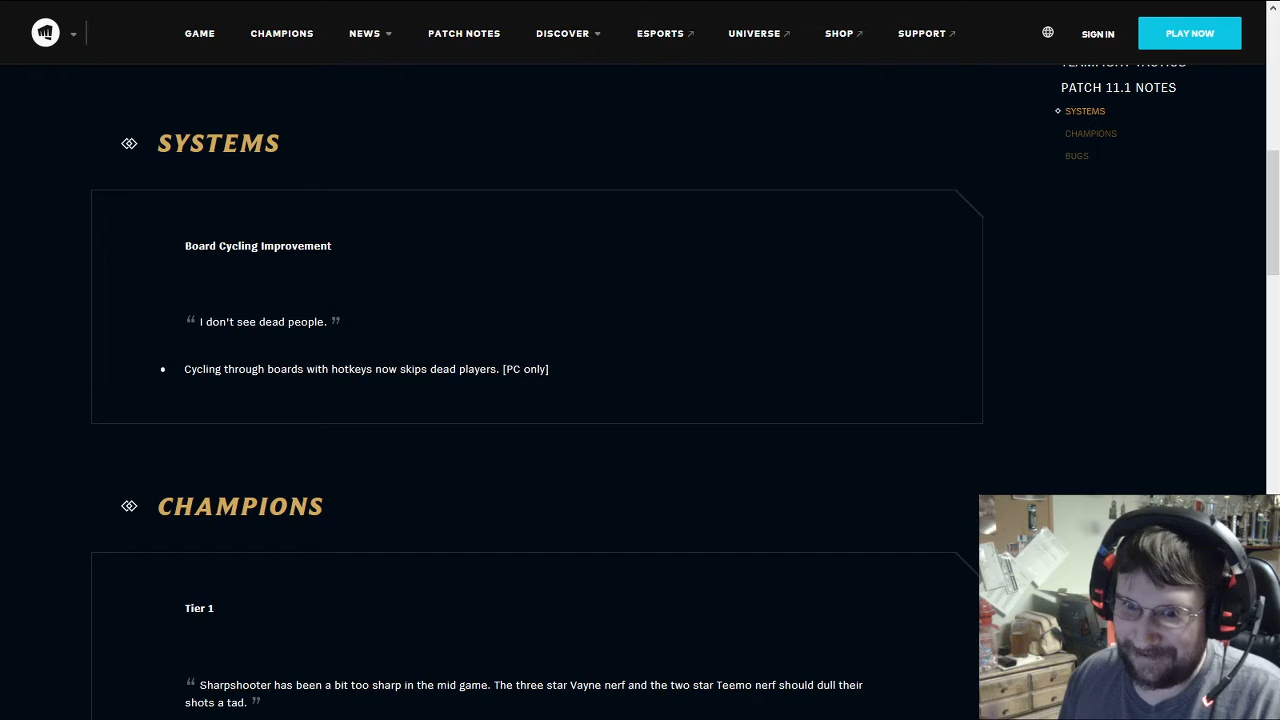 GAME CHAMPIONS NEWS PATCH NOTES DISCOVER ESPORTS UNIVERSE SHOP SUPPORT SIGN IN PLAY NOW
TEAMFIGHT TACTICS
PATCH 11.1 NOTES
SYSTEMS
CHAMPIONS
BUGS
SYSTEMS
Board Cycling Improvement
“ I don't see dead people. ”
• Cycling through boards with hotkeys now skips dead players. [PC only]
CHAMPIONS
Tier 1
“ Sharpshooter has been a bit too sharp in the mid game. The three star Vayne nerf and the two star Teemo nerf should dull their
shots a tad. ”